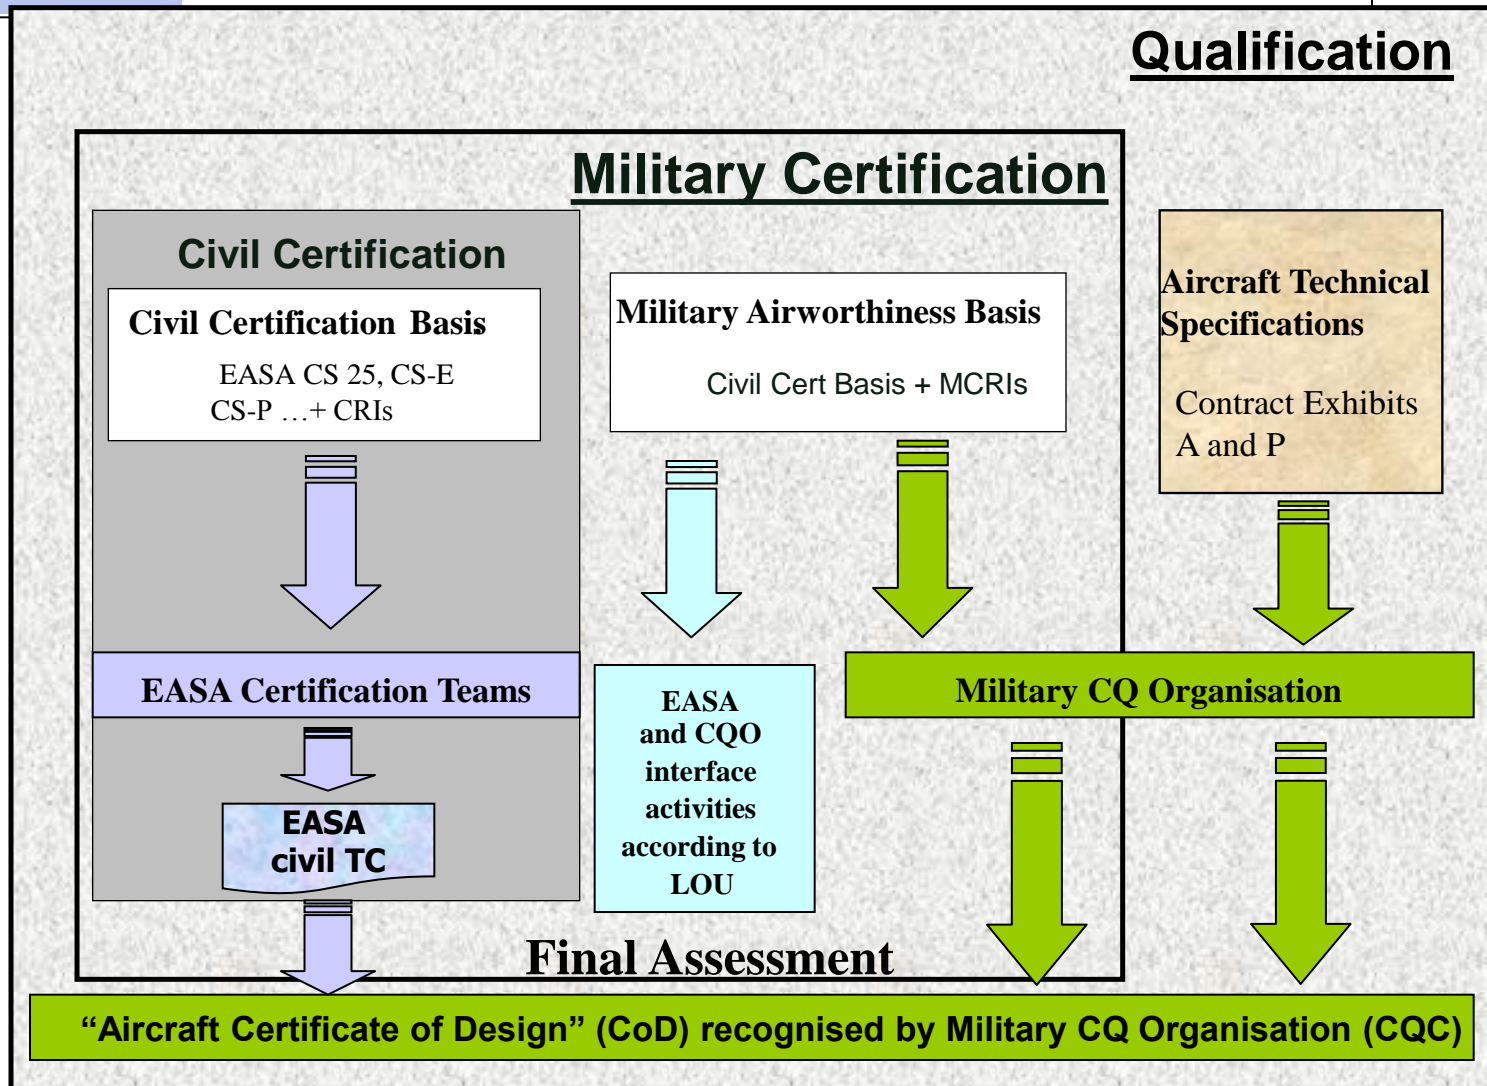 Qualification
Military Certification
Civil Certification
Civil Certification Basis
EASA CS 25, CS-E
CS-P …+ CRIs
Military Airworthiness Basis
Civil Cert Basis + MCRIs
Aircraft Technical
Specifications
Contract Exhibits
A and P
EASA Certification Teams
EASA
and CQO
interface
activities
according to
LOU
Military CQ Organisation
EASA
civil TC
Final Assessment
“Aircraft Certificate of Design” (CoD) recognised by Military CQ Organisation (CQC)